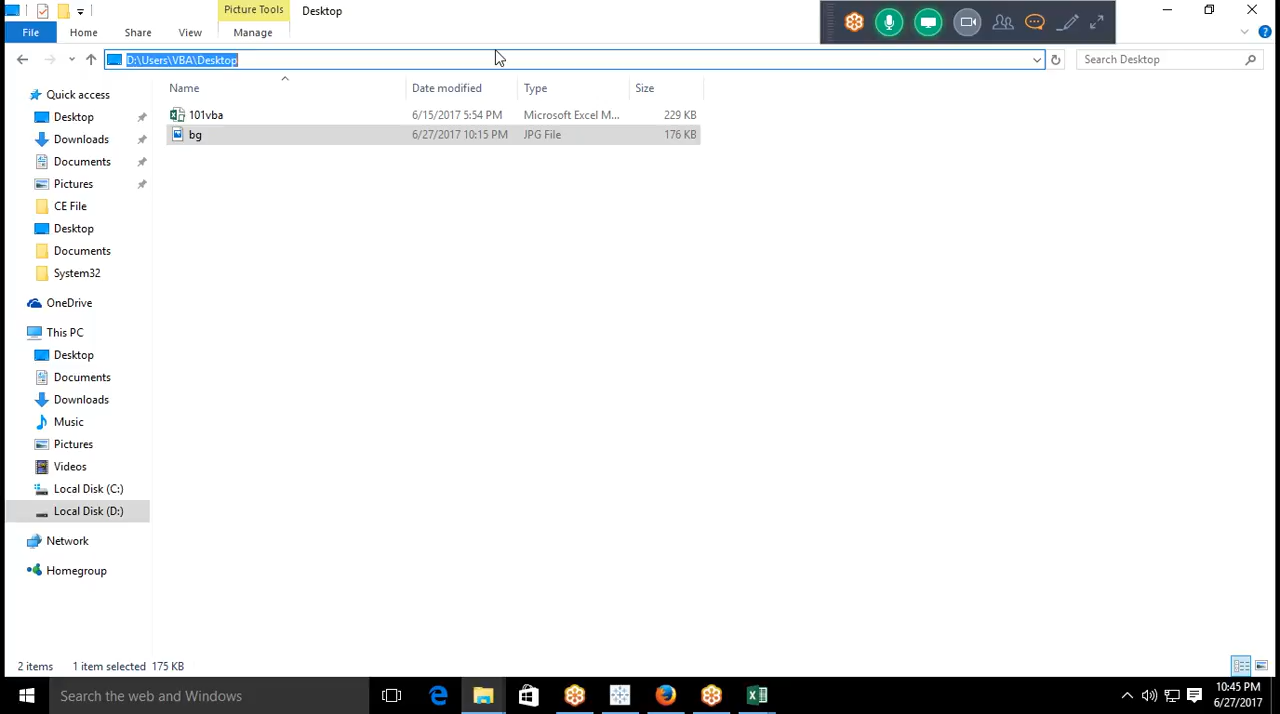 Picture Tools
Desktop
File
Home
Share
View
Manage
D:\Users\VBA\Desktop
Search Desktop
Name
Date modified
Type
Size
101vba
6/15/2017 5:54 PM
Microsoft Excel M...
229 KB
bg
6/27/2017 10:15 PM
JPG File
176 KB
Quick access
Desktop
Downloads
Documents
Pictures
CE File
Desktop
Documents
System32
OneDrive
This PC
Desktop
Documents
Downloads
Music
Pictures
Videos
Local Disk (C:)
Local Disk (D:)
Network
Homegroup
2 items
1 item selected 175 KB
Search the web and Windows
10:45 PM
6/27/2017